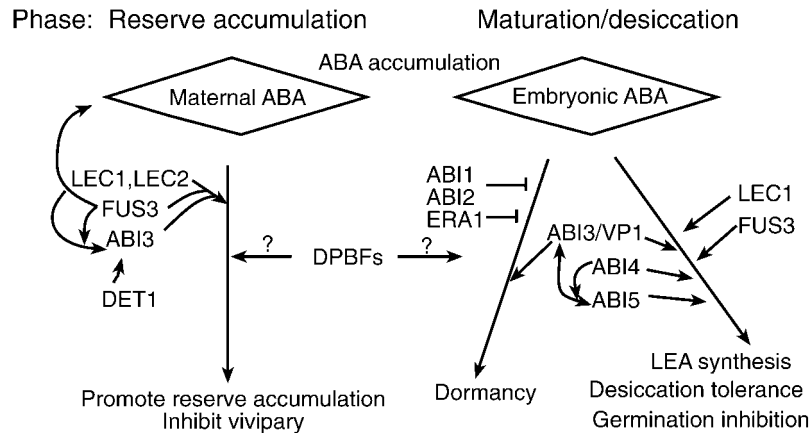 Phase: Reserve accumulation
Maturation/desiccation
ABA accumulation
Maternal ABA
Embryonic ABA
LEC1,LEC2
FUS3
ABI3
DET1
?
DPBFs
?
ABI1
ABI2
ERA1
ABI3/VP1
ABI4
ABI5
LEC1
FUS3
Promote reserve accumulation
Inhibit vivipary
Dormancy
LEA synthesis
Desiccation tolerance
Germination inhibition